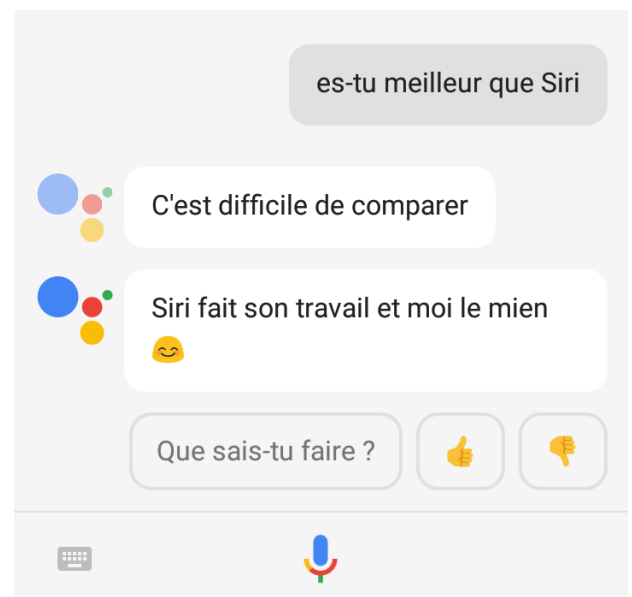 es-tu meilleur que Siri
C'est difficile de comparer
Siri fait son travail et moi le mien
😊
Que sais-tu faire ? 👍 👎